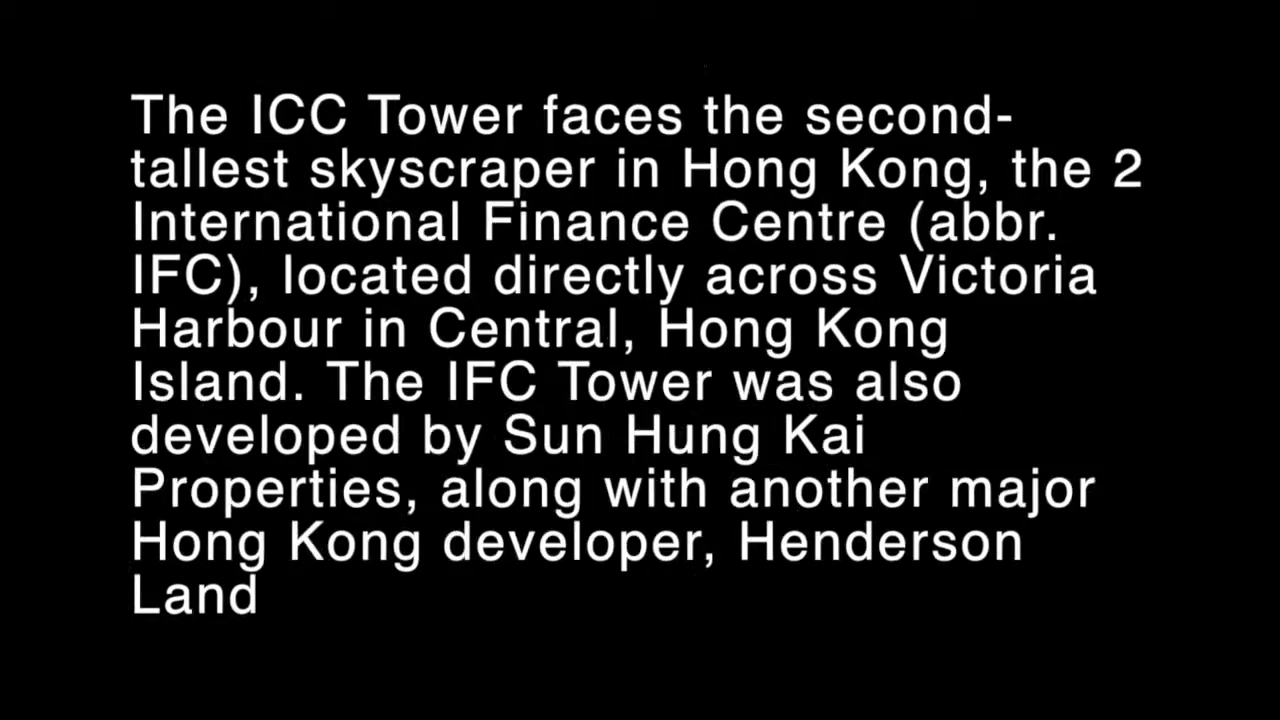 The ICC Tower faces the second-
tallest skyscraper in Hong Kong, the 2
International Finance Centre (abbr.
IFC), located directly across Victoria
Harbour in Central, Hong Kong
Island. The IFC Tower was also
developed by Sun Hung Kai
Properties, along with another major
Hong Kong developer, Henderson
Land